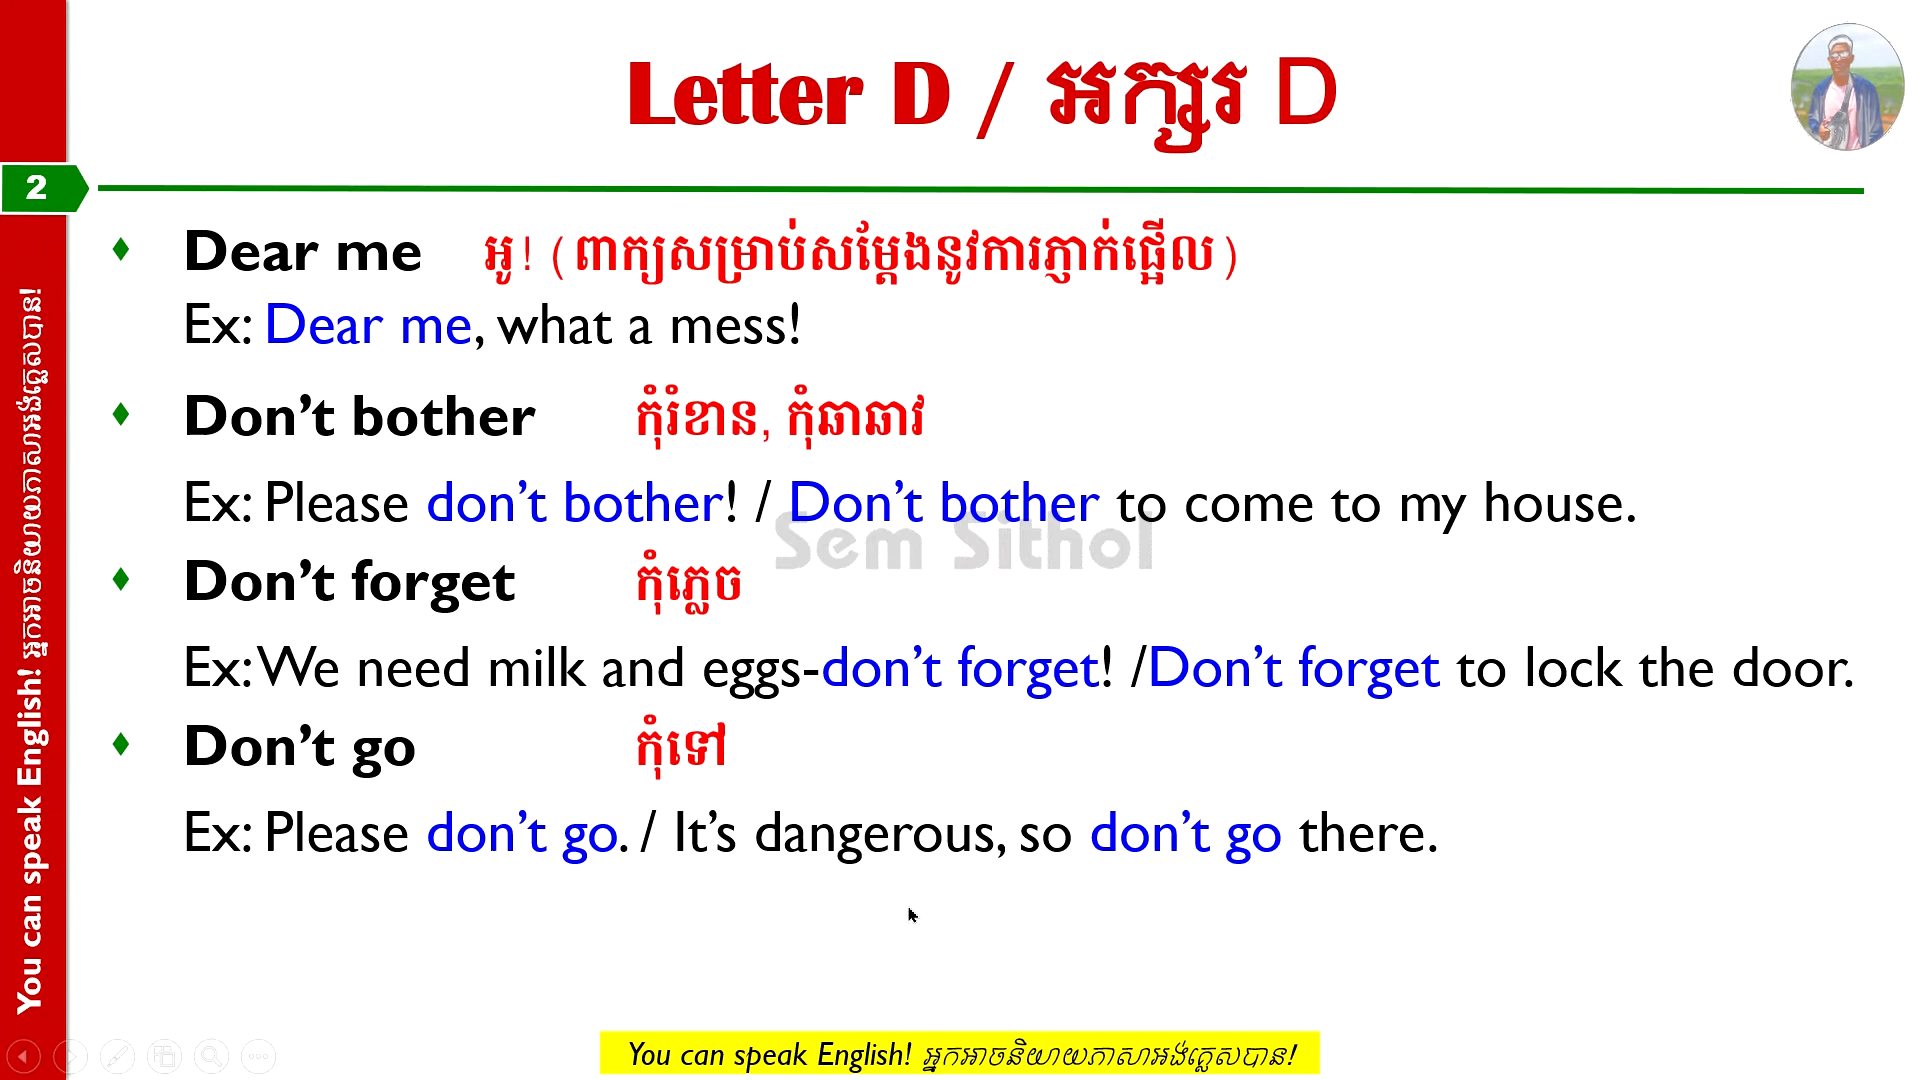 Letter D / អក្សរ D
2
Dear me អូ! (ពាក្យសម្រាប់សម្តែងនូវការភ្ញាក់ផ្អើល)
Ex: Dear me, what a mess!
Don’t bother កុំរំខាន, កុំឆាឆាវ
Ex: Please don’t bother! / Don’t bother to come to my house.
Sem Sithol
Don’t forget កុំភ្លេច
Ex: We need milk and eggs-don’t forget! /Don’t forget to lock the door.
Don’t go កុំទៅ
Ex: Please don’t go. / It’s dangerous, so don’t go there.
You can speak English! អ្នកអាចនិយាយភាសាអង់គ្លេសបាន!
You can speak English! អ្នកអាចនិយាយភាសាអង់គ្លេសបាន!